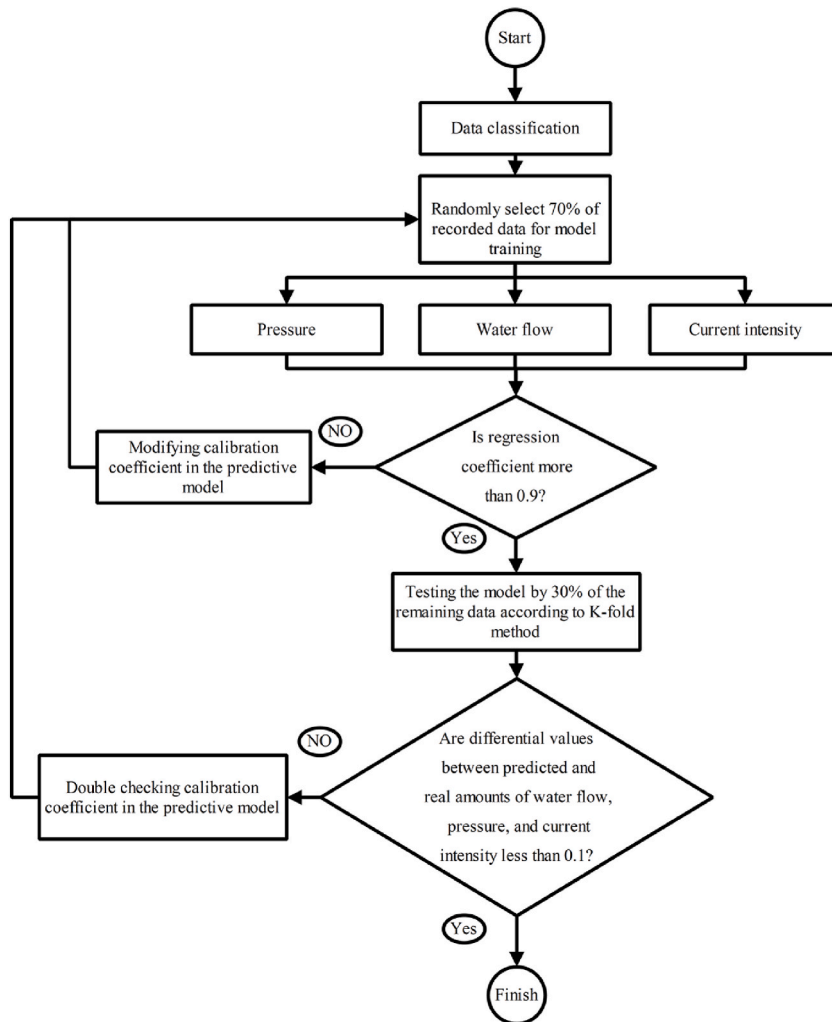 Start
Data classification
Randomly select 70% of
recorded data for model
training
Pressure
Water flow
Current intensity
NO
Modifying calibration
coefficient in the predictive
model
Is regression
coefficient more
than 0.9?
Yes
Testing the model by 30% of the
remaining data according to K-fold
method
NO
Double checking calibration
coefficient in the predictive model
Are differential values
between predicted and
real amounts of water flow,
pressure, and current
intensity less than 0.1?
Yes
Finish